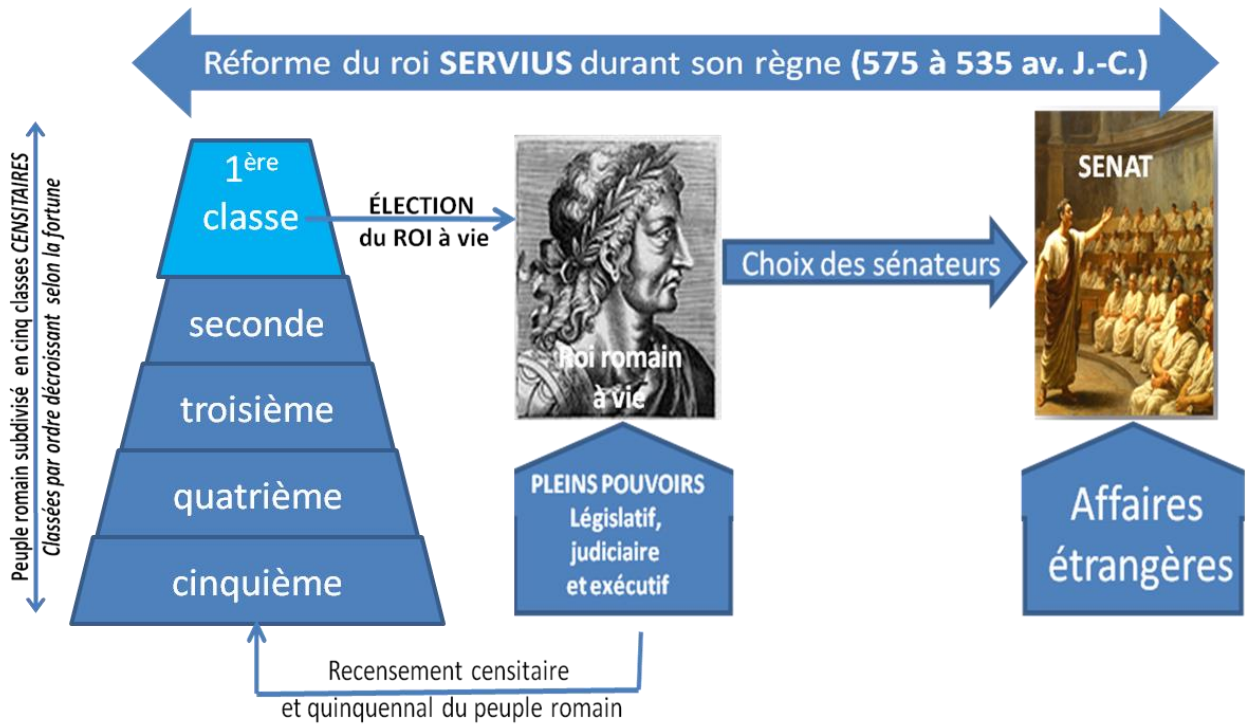 Réforme du roi SERVIUS durant son règne (575 à 535 av. J.-C.)
Peuple romain subdivisé en cinq classes CENSITAIRES
Classées par ordre décroissant selon la fortune
1ère
classe
seconde
troisième
quatrième
cinquième
ÉLECTION
du ROI à vie
Roi romain
à vie
Choix des sénateurs
SENAT
PLEINS POUVOIRS
Législatif,
judiciaire
et exécutif
Affaires
étrangères
Recensement censitaire
et quinquennal du peuple romain